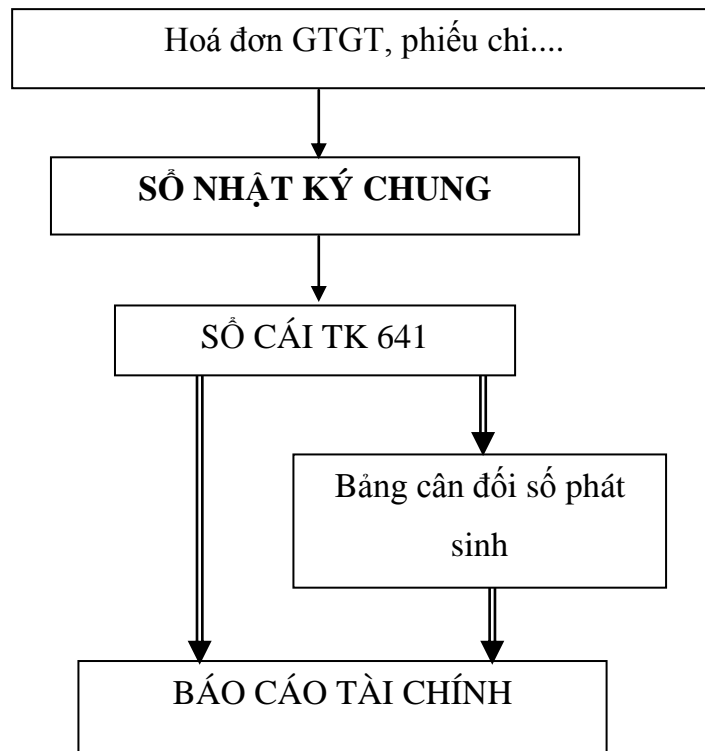 Hoá đơn GTGT, phiếu chi....
SỔ NHẬT KÝ CHUNG
SỔ CÁI TK 641
Bảng cân đối số phát
sinh
BÁO CÁO TÀI CHÍNH